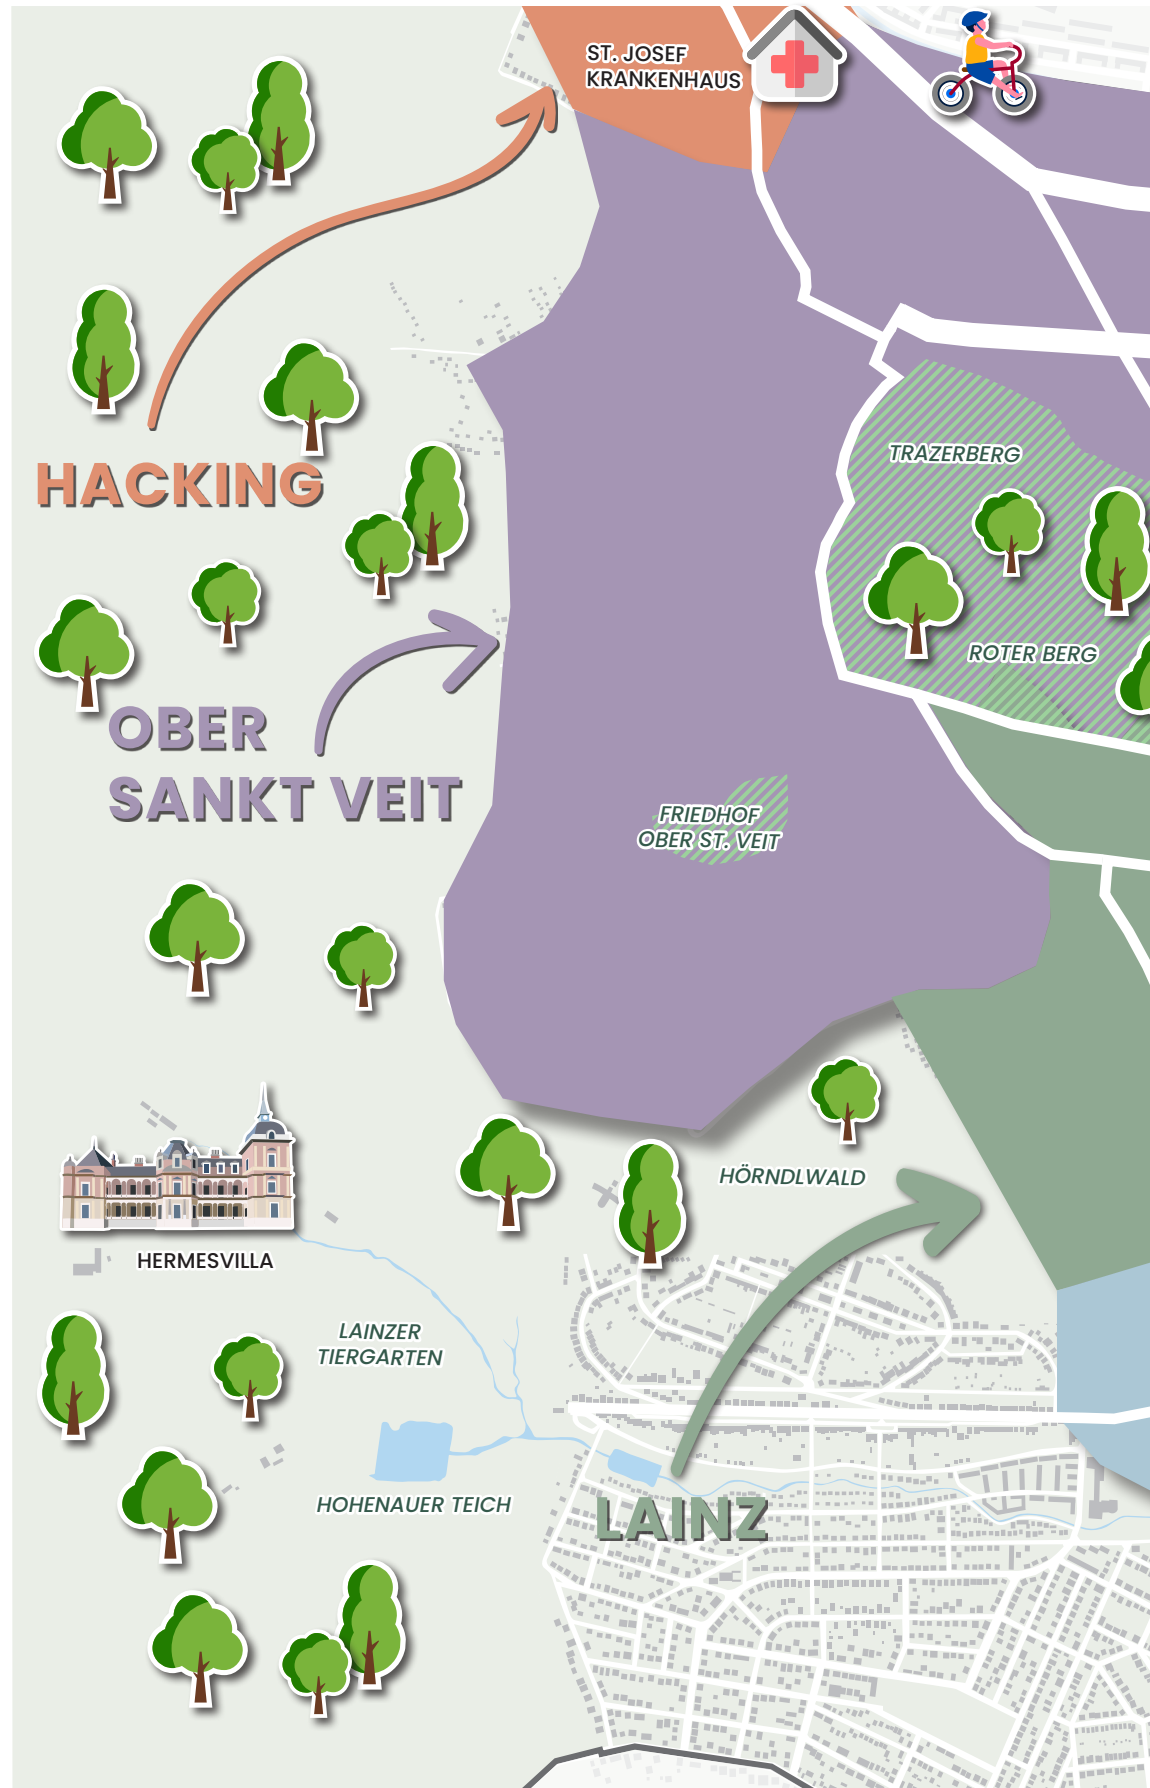 ST. JOSEF
KRANKENHAUS
HACKING
TRAZERBERG
ROTER BERG
OBER
SANKT VEIT
FRIEDHOF
OBER ST. VEIT
HÖRNDLWALD
HERMESVILLA
LAINZER
TIERGARTEN
HOHENAUER TEICH
LAINZ